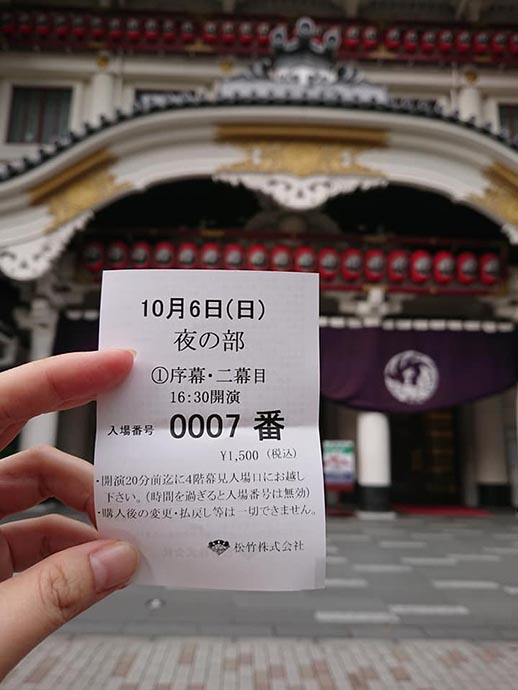 10月6日(日)
夜の部
①序幕・二幕目
16:30開演
入場番号 0007 番
¥1,500 (税込)
・開演20分前迄に4階幕見入場口にお越し
下さい。(時間を過ぎると入場番号は無効)
・購入後の変更・払戻し等は一切できません。
松竹株式会社